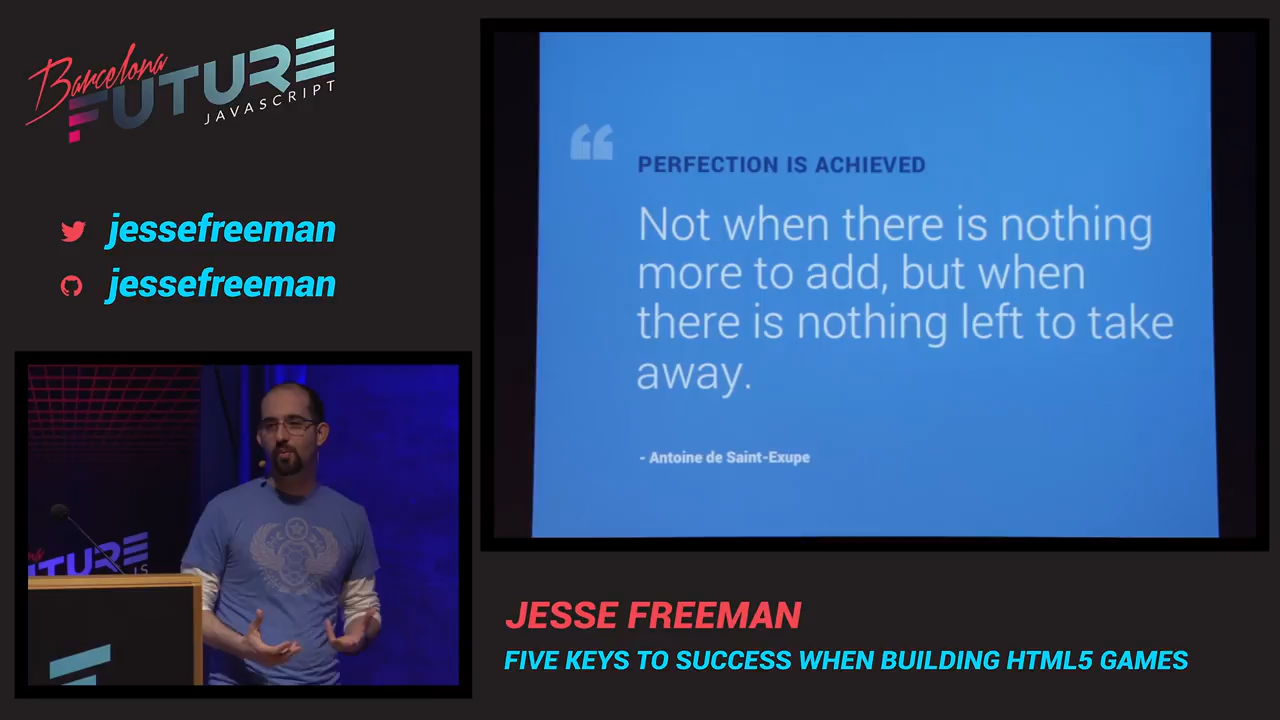 Barcelona
FUTURE
JAVASCRIPT
jessefreeman
jessefreeman
PERFECTION IS ACHIEVED
Not when there is nothing
more to add, but when
there is nothing left to take
away.
- Antoine de Saint-Exupe
UTURE
JS
JESSE FREEMAN
FIVE KEYS TO SUCCESS WHEN BUILDING HTML5 GAMES